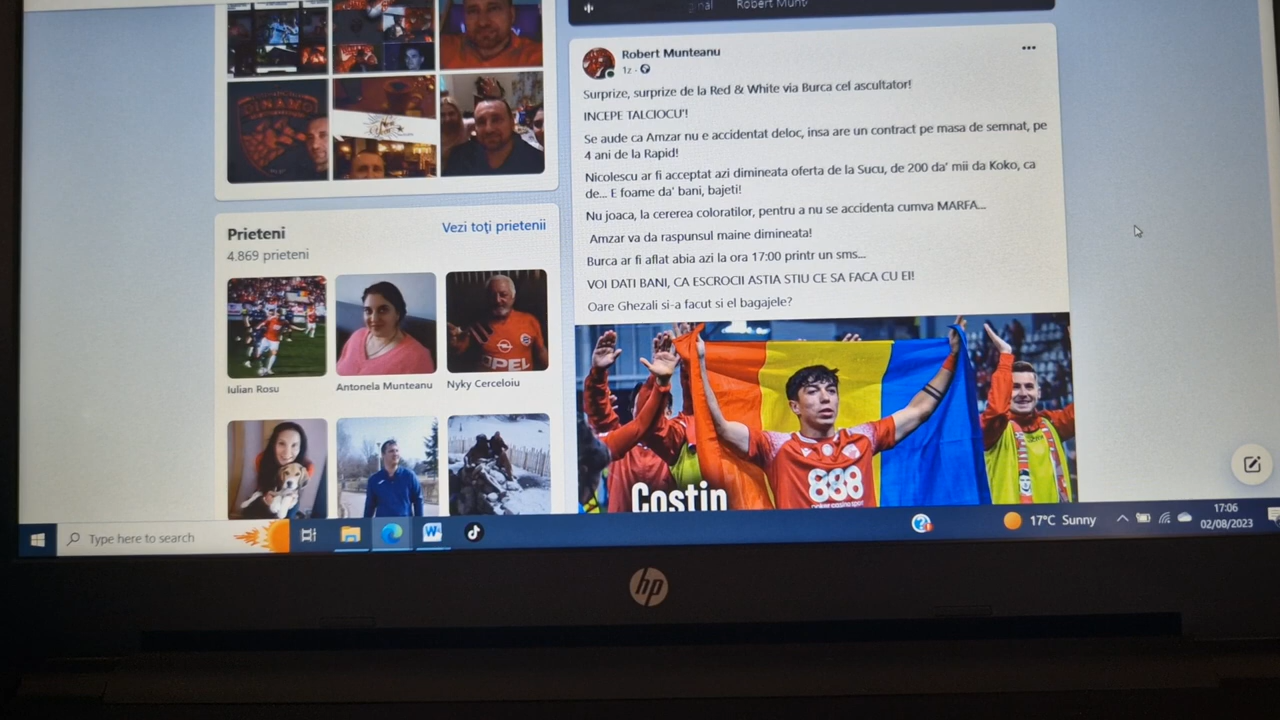 DINAMO
Prieteni
Vezi toţi prietenii
4.869 prieteni
Iulian Rosu
Antonela Munteanu
Nyky Cerceloiu
OPEL
Robert Munteanu
1z
Surprize, surprize de la Red & White via Burca cel ascultator!
INCEPE TALCIOCU'!
Se aude ca Amzar nu e accidentat deloc, insa are un contract pe masa de semnat, pe
4 ani de la Rapid!
Nicolescu ar fi acceptat azi dimineata oferta de la Sucu, de 200 da' mii da Koko, ca
de... E foame da' bani, bajeti!
Nu joaca, la cererea coloratilor, pentru a nu se accidenta cumva MARFA...
Amzar va da raspunsul maine dimineata!
Burca ar fi aflat abia azi la ora 17:00 printr un sms...
VOI DATI BANI, CA ESCROCII ASTIA STIU CE SA FACA CU EI!
Oare Ghezali si-a facut si el bagajele?
888
Costin
Type here to search
17°C Sunny
17:06
02/08/2023
hp